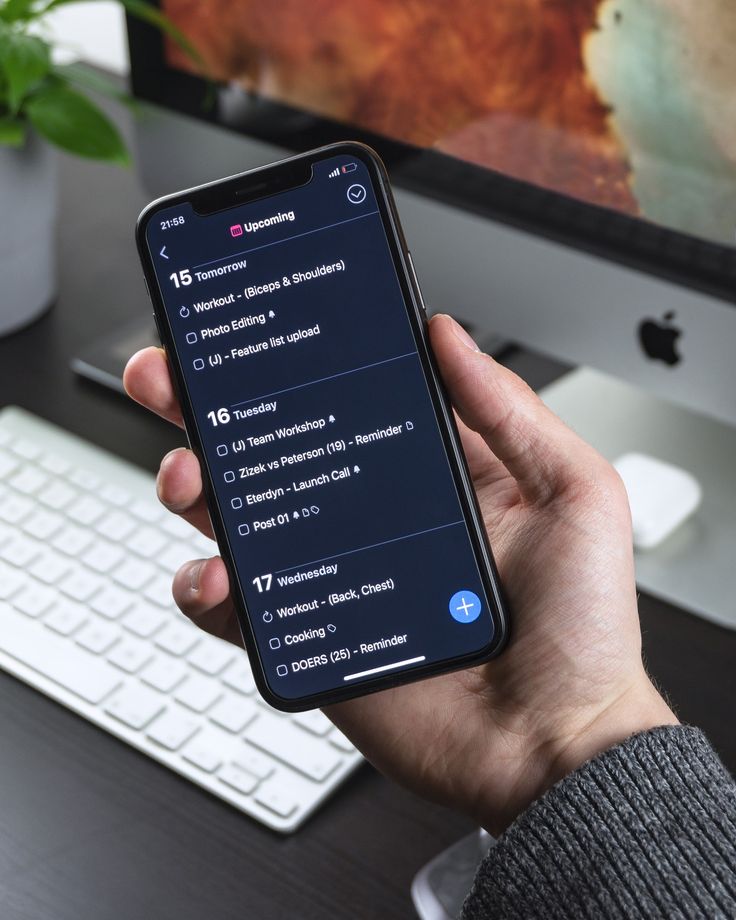 21:58
Upcoming
15 Tomorrow
Workout - (Biceps & Shoulders)
Photo Editing
(J) - Feature list upload
16 Tuesday
(J) Team Workshop
Zizek vs Peterson (19) - Reminder
Eterdyn - Launch Call
Post 01
17 Wednesday
Workout - (Back, Chest)
Cooking
DOERS (25) - Reminder